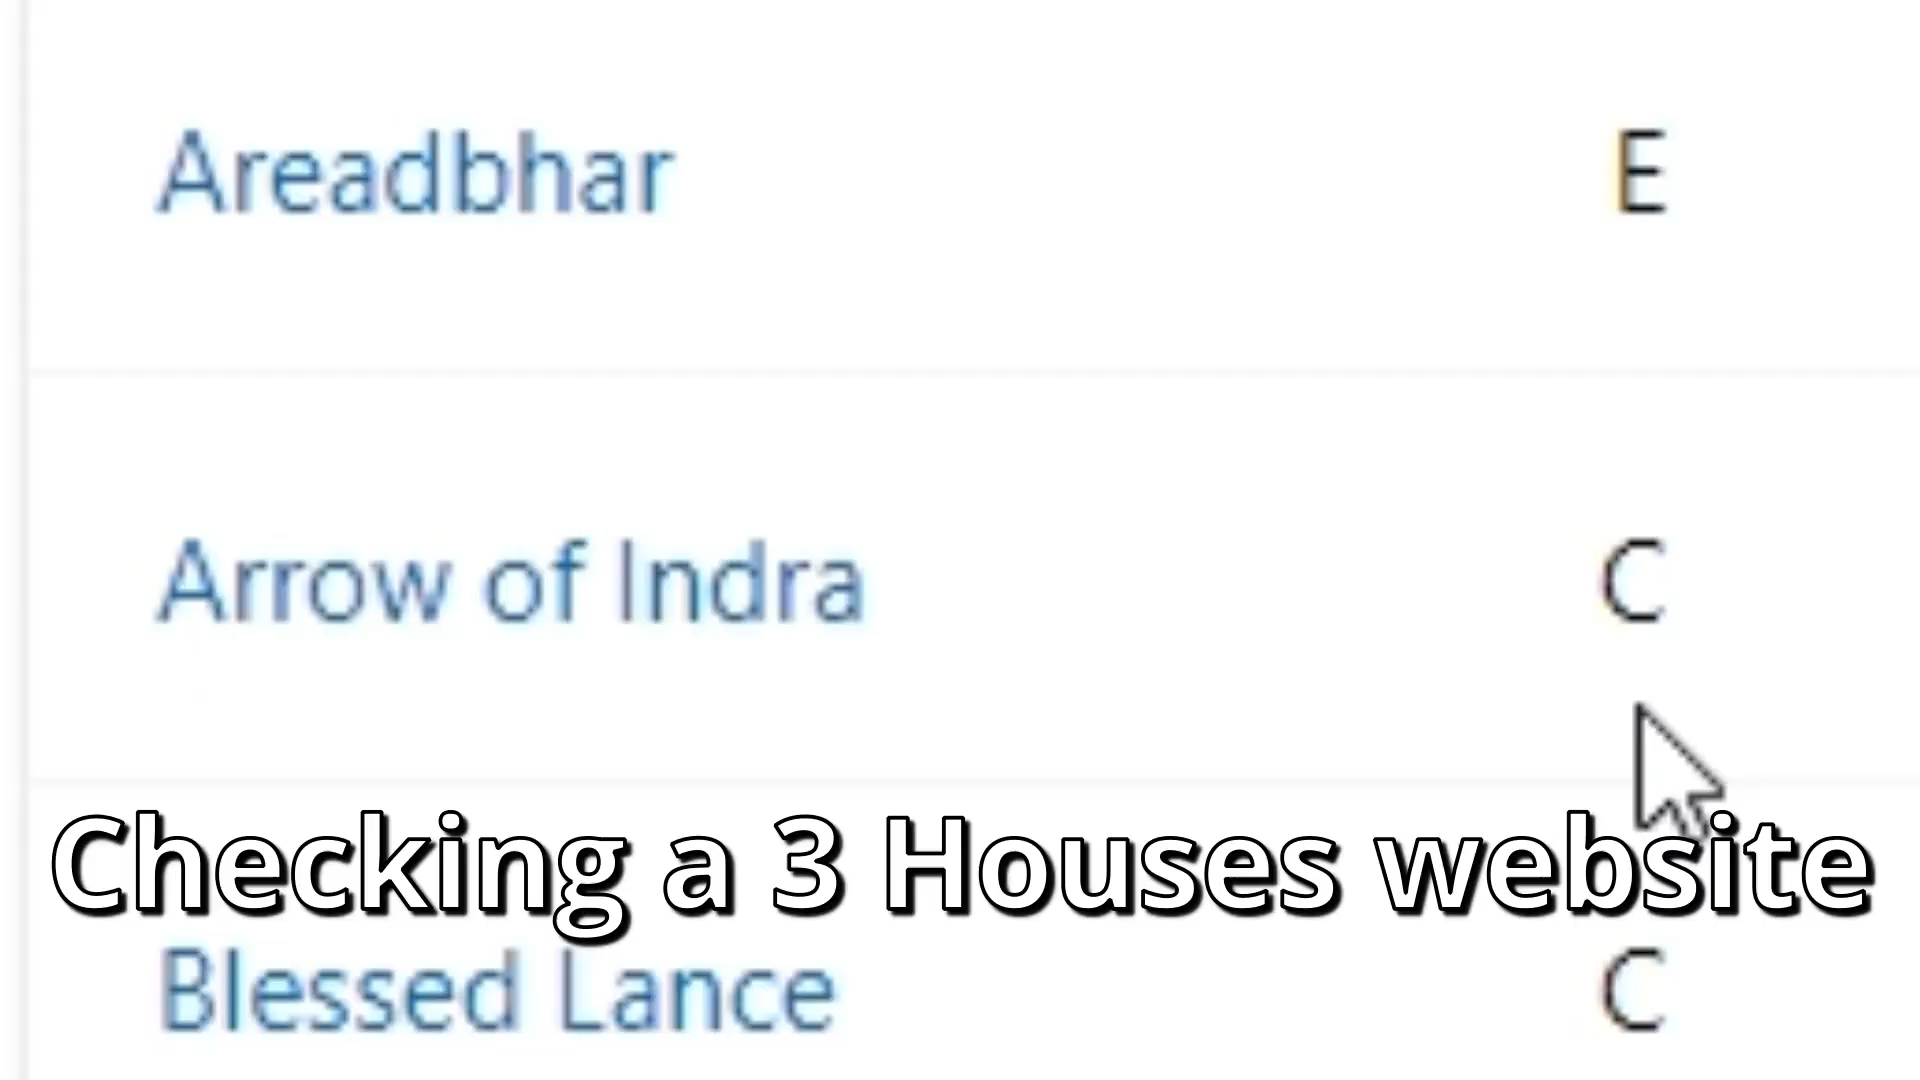 Areadbhar E
Arrow of Indra C
Checking a 3 Houses website
Blessed Lance C